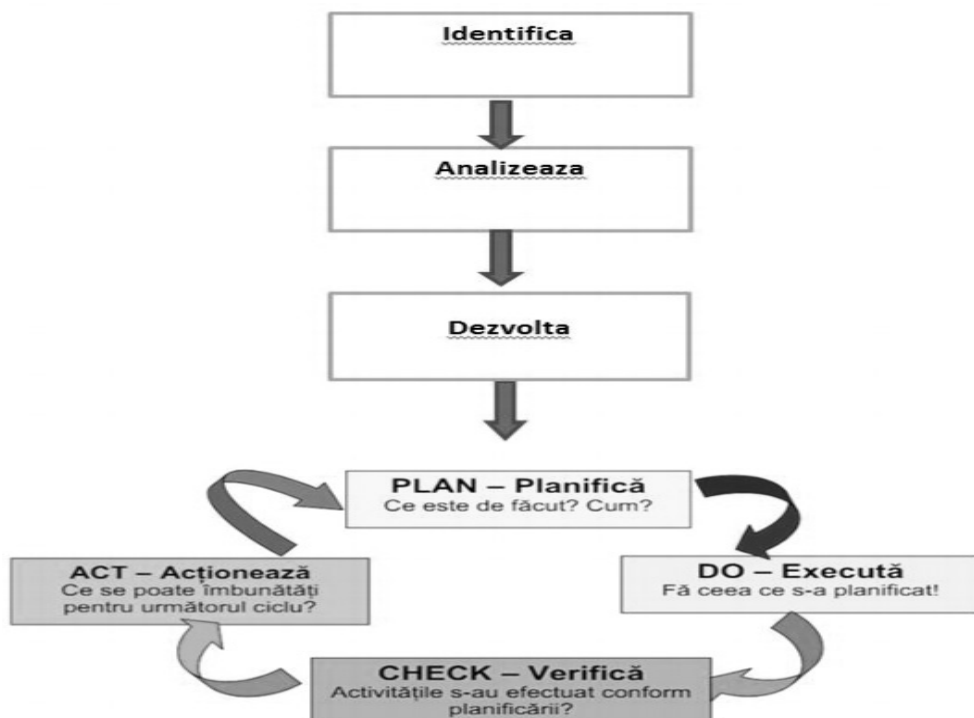 Identifica
Analizeaza
Dezvolta
PLAN – Planifică
Ce este de făcut? Cum?
ACT – Acționează
Ce se poate îmbunătăți
pentru următorul ciclu?
DO – Execută
Fă ceea ce s-a planificat!
CHECK – Verifică
Activitățile s-au efectuat conform
planificării?